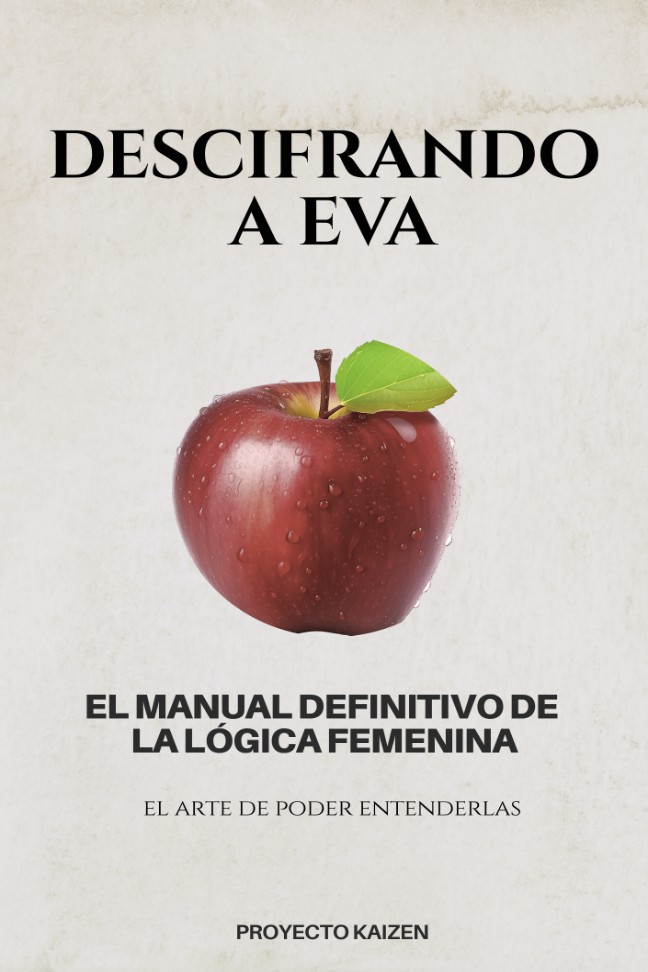 DESCIFRANDO
A EVA
EL MANUAL DEFINITIVO DE
LA LÓGICA FEMENINA
EL ARTE DE PODER ENTENDERLAS
PROYECTO KAIZEN